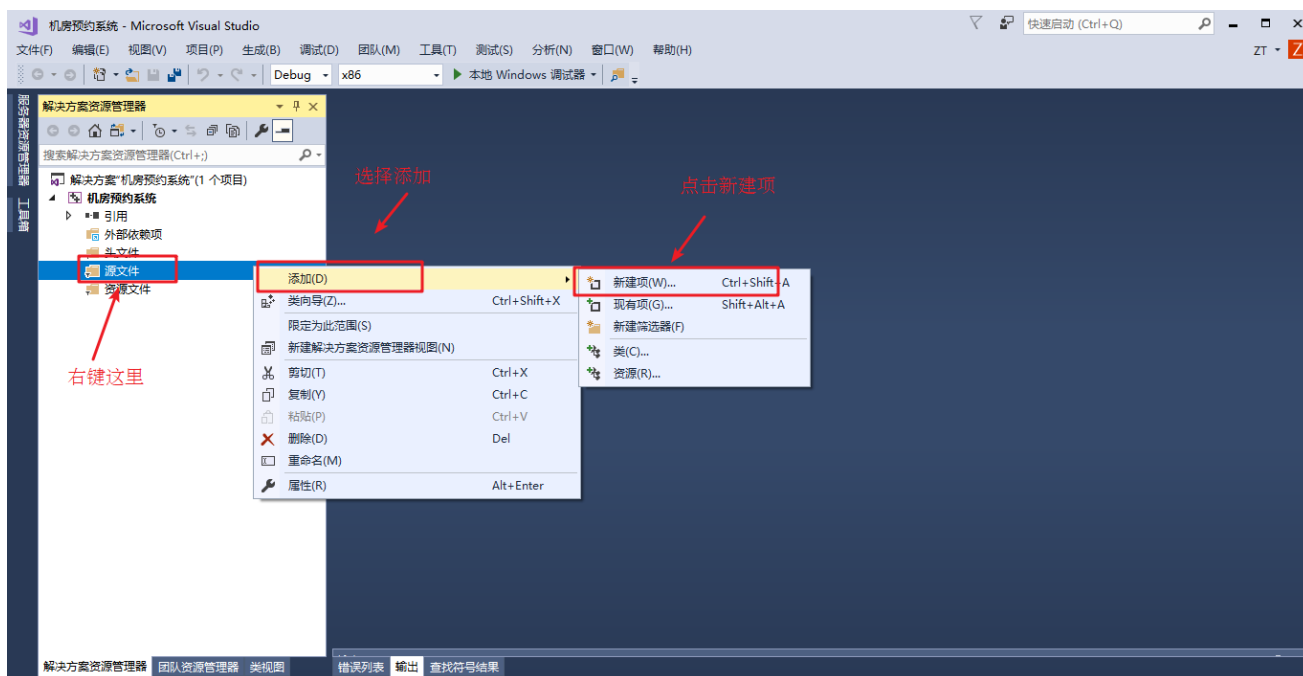 机房预约系统 - Microsoft Visual Studio
快速启动 (Ctrl+Q)
文件(F) 编辑(E) 视图(V) 项目(P) 生成(B) 调试(D) 团队(M) 工具(T) 测试(S) 分析(N) 窗口(W) 帮助(H)
ZT
Z
Debug x86 本地 Windows 调试器
服务器资源管理器
工具箱
解决方案资源管理器
搜索解决方案资源管理器(Ctrl+;)
解决方案"机房预约系统"(1 个项目)
机房预约系统
引用
外部依赖项
头文件
源文件
资源文件
右键这里
选择添加
点击新建项
添加(D)
类向导(Z)... Ctrl+Shift+X
限定为此范围(S)
新建解决方案资源管理器视图(N)
剪切(T) Ctrl+X
复制(Y) Ctrl+C
粘贴(P) Ctrl+V
删除(D) Del
重命名(M)
属性(R) Alt+Enter
新建项(W)... Ctrl+Shift+A
现有项(G)... Shift+Alt+A
新建筛选器(F)
类(C)...
资源(R)...
解决方案资源管理器 团队资源管理器 类视图
错误列表 输出 查找符号结果